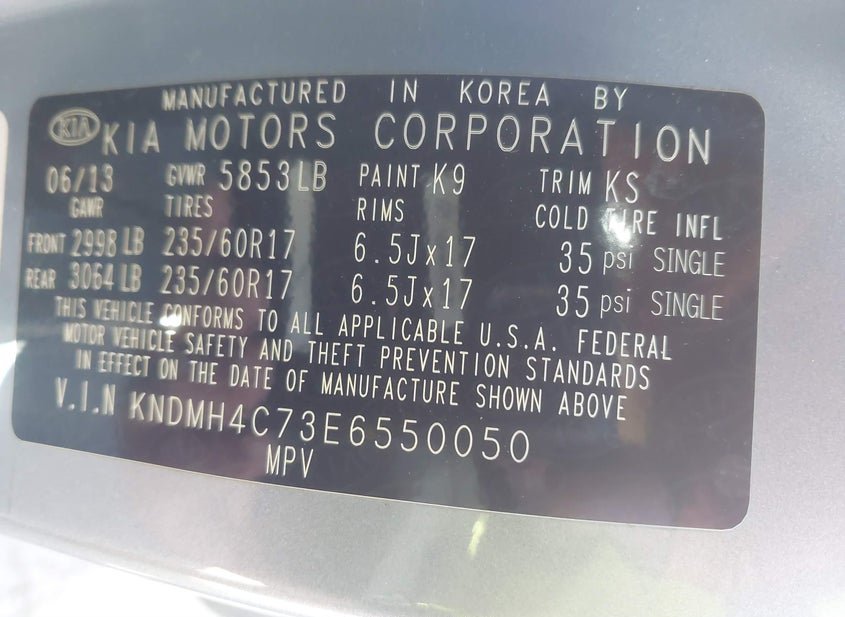 MANUFACTURED IN KOREA BY
KIA KIA MOTORS CORPORATION
06/13 GVWR 5853LB PAINT K9 TRIM KS
GAWR TIRES RIMS COLD TIRE INFL
FRONT 2998 LB 235/60R17 6.5Jx17 35 psi SINGLE
REAR 3064 LB 235/60R17 6.5Jx17 35 psi SINGLE
THIS VEHICLE CONFORMS TO ALL APPLICABLE U.S.A. FEDERAL
MOTOR VEHICLE SAFETY AND THEFT PREVENTION STANDARDS
IN EFFECT ON THE DATE OF MANUFACTURE SHOWN ABOVE
V.I.N KNDMH4C73E6550050
MPV